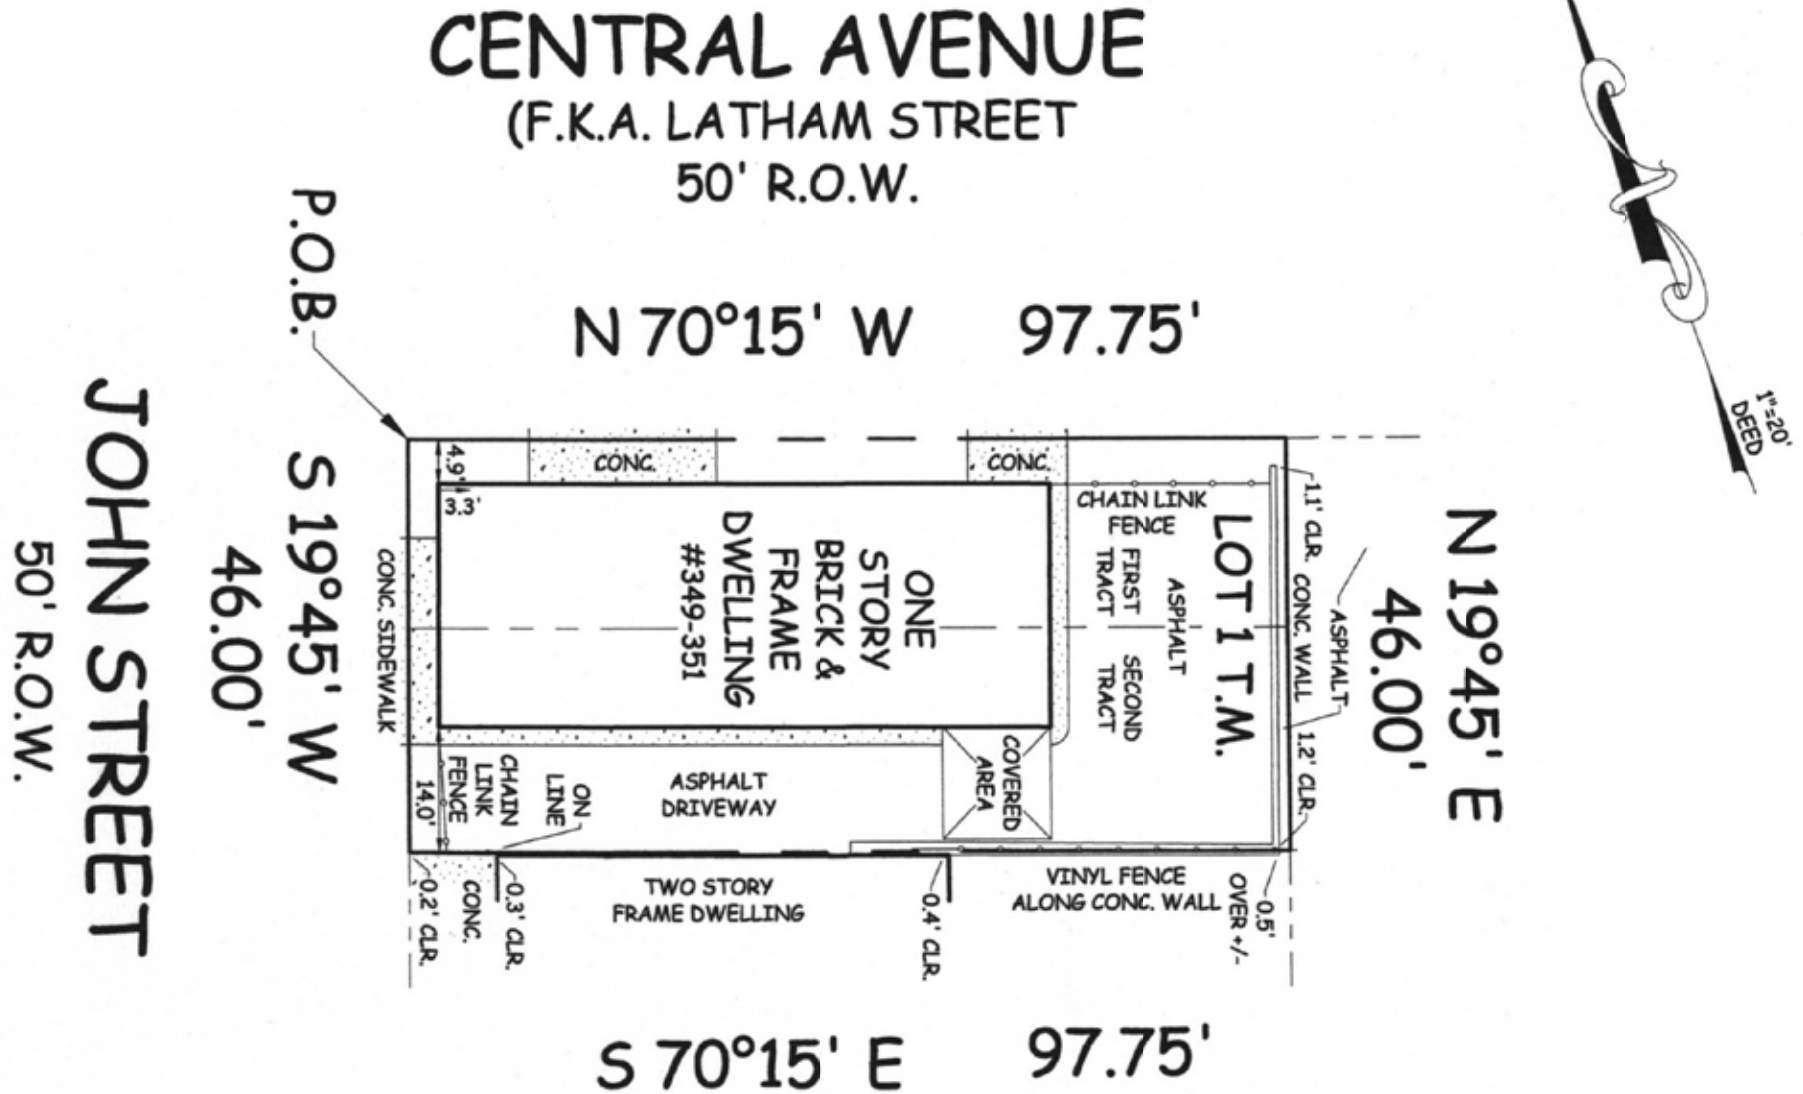 CENTRAL AVENUE
(F.K.A. LATHAM STREET
50' R.O.W.
1"=20'
DEED
P.O.B.
N 70°15' W 97.75'
JOHN STREET
50' R.O.W.
S 19°45' W
46.00'
CONC. SIDEWALK
4.9'
3.3'
CONC.
CONC.
CHAIN LINK
FENCE
ONE
STORY
BRICK &
FRAME
DWELLING
#349-351
FIRST
TRACT
SECOND
TRACT
ASPHALT
LOT 1 T.M.
1.1' CLR.
CONC. WALL
1.2' CLR.
ASPHALT
N 19°45' E
46.00'
14.0'
CHAIN
LINK
FENCE
ON
LINE
ASPHALT
DRIVEWAY
COVERED
AREA
0.2' CLR.
CONC.
0.3' CLR.
TWO STORY
FRAME DWELLING
0.4' CLR.
VINYL FENCE
ALONG CONC. WALL
0.5'
OVER +/-
S 70°15' E 97.75'